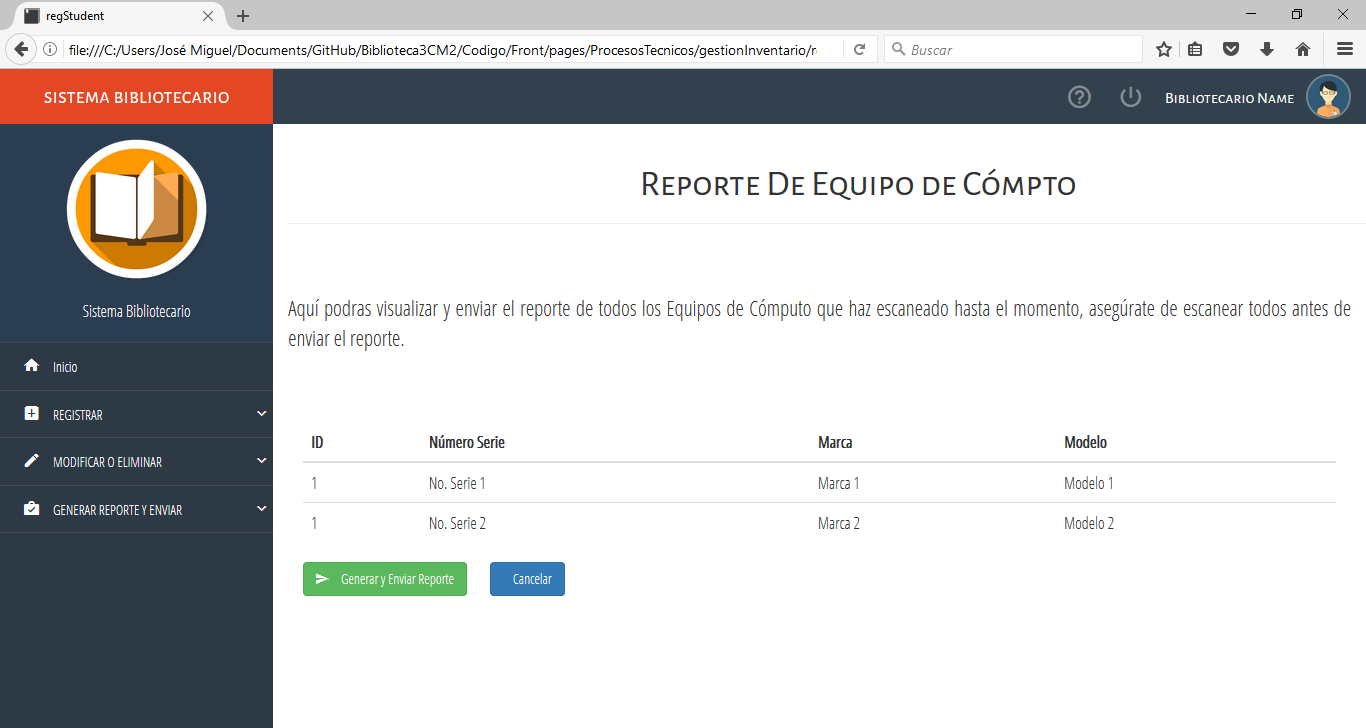 regStudent
file:///C:/Users/José Miguel/Documents/GitHub/Biblioteca3CM2/Codigo/Front/pages/ProcesosTecnicos/gestionInventario/r
Buscar
SISTEMA BIBLIOTECARIO
Bibliotecario Name
Sistema Bibliotecario
Inicio
REGISTRAR
MODIFICAR O ELIMINAR
GENERAR REPORTE Y ENVIAR
Reporte De Equipo de Cómpto
Aquí podras visualizar y enviar el reporte de todos los Equipos de Cómputo que haz escaneado hasta el momento, asegúrate de escanear todos antes de
enviar el reporte.
ID Número Serie Marca Modelo
1 No. Serie 1 Marca 1 Modelo 1
1 No. Serie 2 Marca 2 Modelo 2
Generar y Enviar Reporte Cancelar